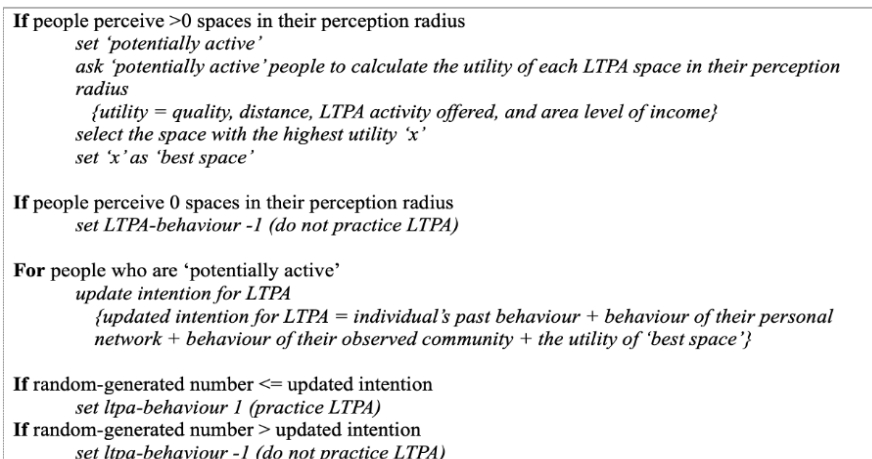 If people perceive >0 spaces in their perception radius
set ‘potentially active’
ask ‘potentially active’ people to calculate the utility of each LTPA space in their perception
radius
{utility = quality, distance, LTPA activity offered, and area level of income}
select the space with the highest utility ‘x’
set ‘x’ as ‘best space’
If people perceive 0 spaces in their perception radius
set LTPA-behaviour -1 (do not practice LTPA)
For people who are ‘potentially active’
update intention for LTPA
{updated intention for LTPA = individual’s past behaviour + behaviour of their personal
network + behaviour of their observed community + the utility of ‘best space’}
If random-generated number <= updated intention
set ltpa-behaviour 1 (practice LTPA)
If random-generated number > updated intention
set ltpa-behaviour -1 (do not practice LTPA)